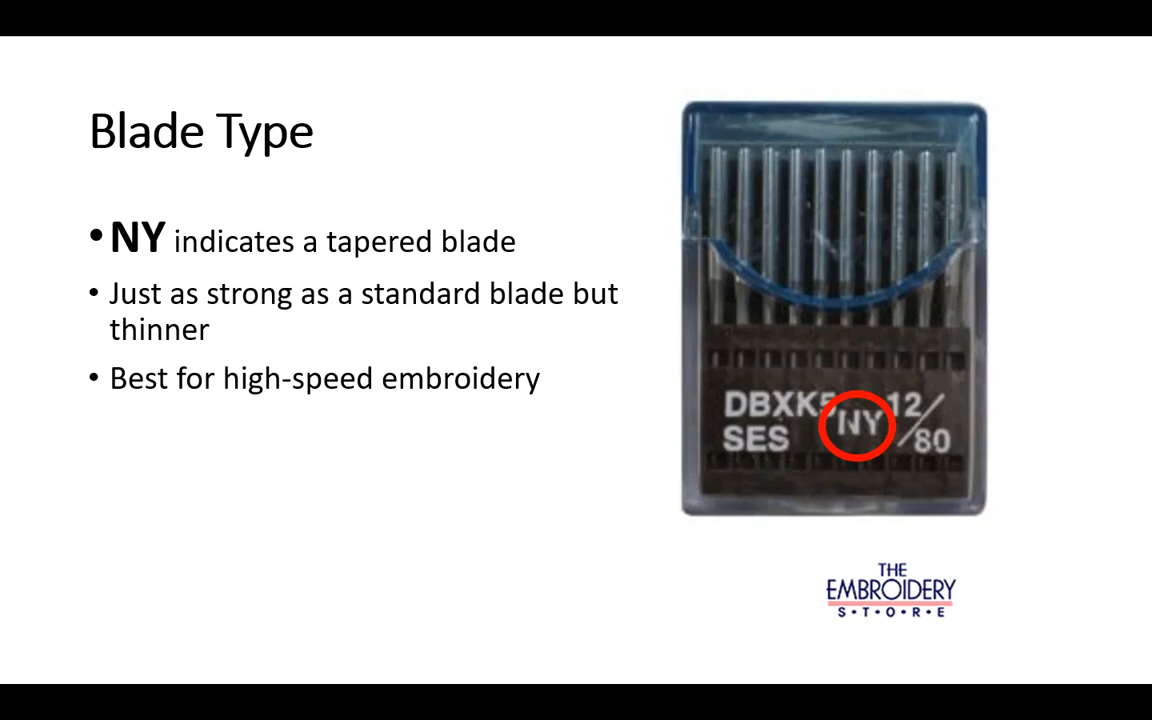 Blade Type
• NY indicates a tapered blade
• Just as strong as a standard blade but
thinner
• Best for high-speed embroidery
DBXK5 NY 12/
SES /80
THE
EMBROIDERY
S•T•O•R•E